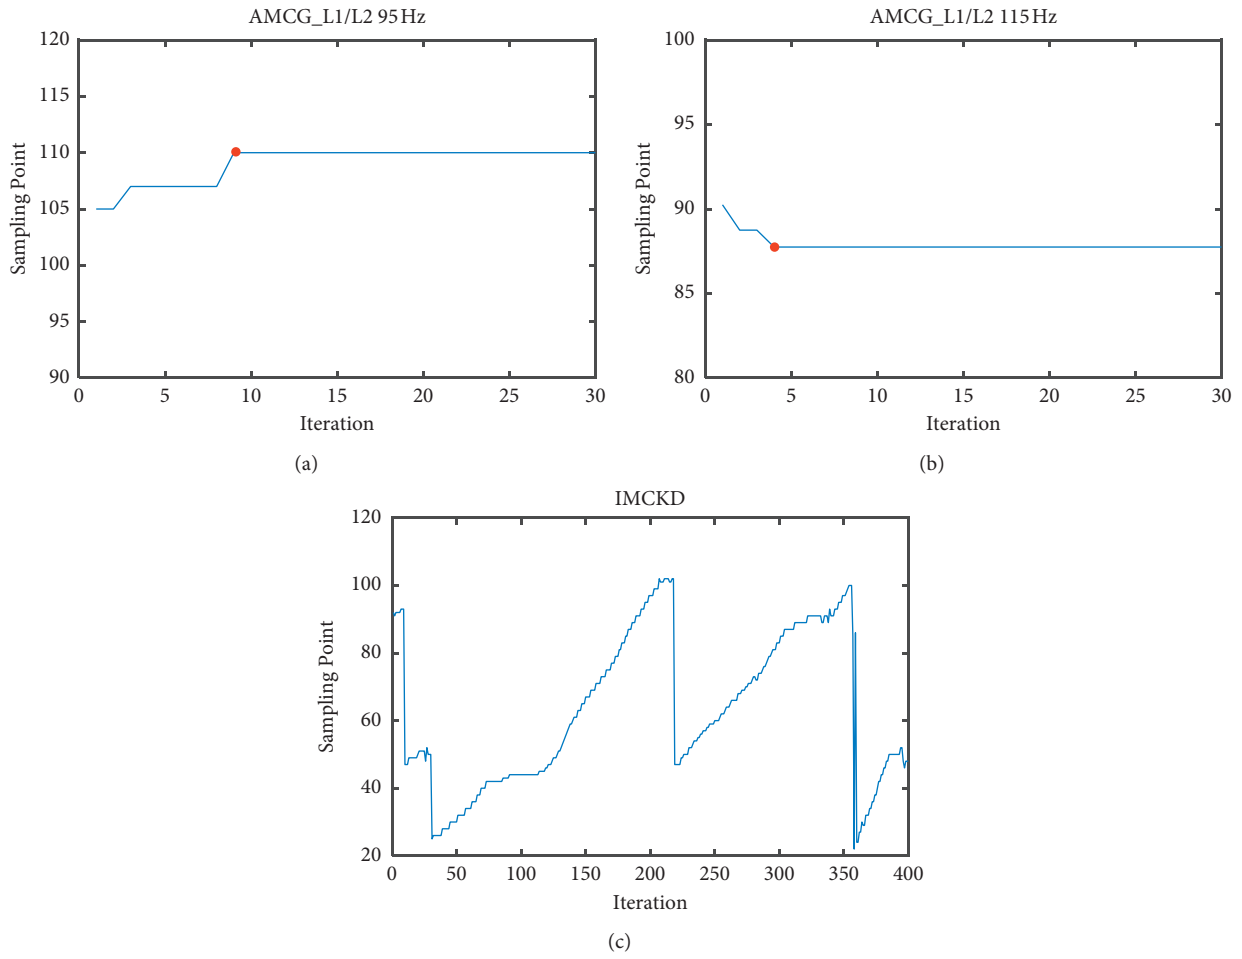 AMCG_L1/L2 95 Hz
120
115
110
105
100
95
90
Sampling Point
0 5 10 15 20 25 30
Iteration
(a)
AMCG_L1/L2 115 Hz
100
95
90
85
80
Sampling Point
0 5 10 15 20 25 30
Iteration
(b)
IMCKD
120
100
80
60
40
20
Sampling Point
0 50 100 150 200 250 300 350 400
Iteration
(c)